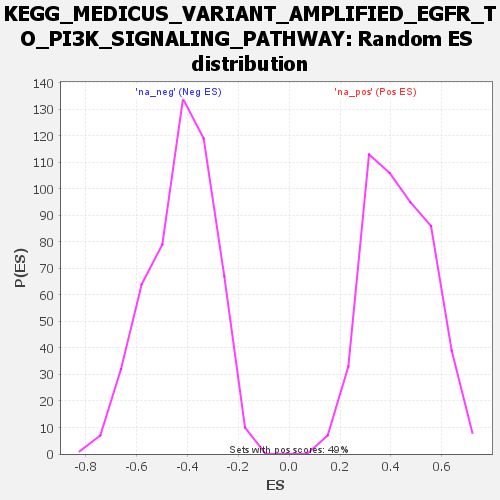 KEGG_MEDICUS_VARIANT_AMPLIFIED_EGFR_T
O_PI3K_SIGNALING_PATHWAY: Random ES
distribution
'na_neg' (Neg ES)
'na_pos' (Pos ES)
140
130
120
110
100
90
80
70
60
50
40
30
20
10
0
P(ES)
Sets with pos scores: 49%
-0.8 -0.6 -0.4 -0.2 0.0 0.2 0.4 0.6
ES